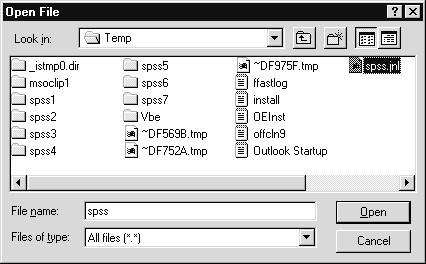 Open File
Look in: Temp
_istmp0.dir spss5 ~DF975F.tmp spss.jnl
msoclip1 spss6 ffastlog
spss1 spss7 install
spss2 Vbe OEInst
spss3 ~DF569B.tmp offcln9
spss4 ~DF752A.tmp Outlook Startup
File name: spss Open
Files of type: All files (*.*) Cancel